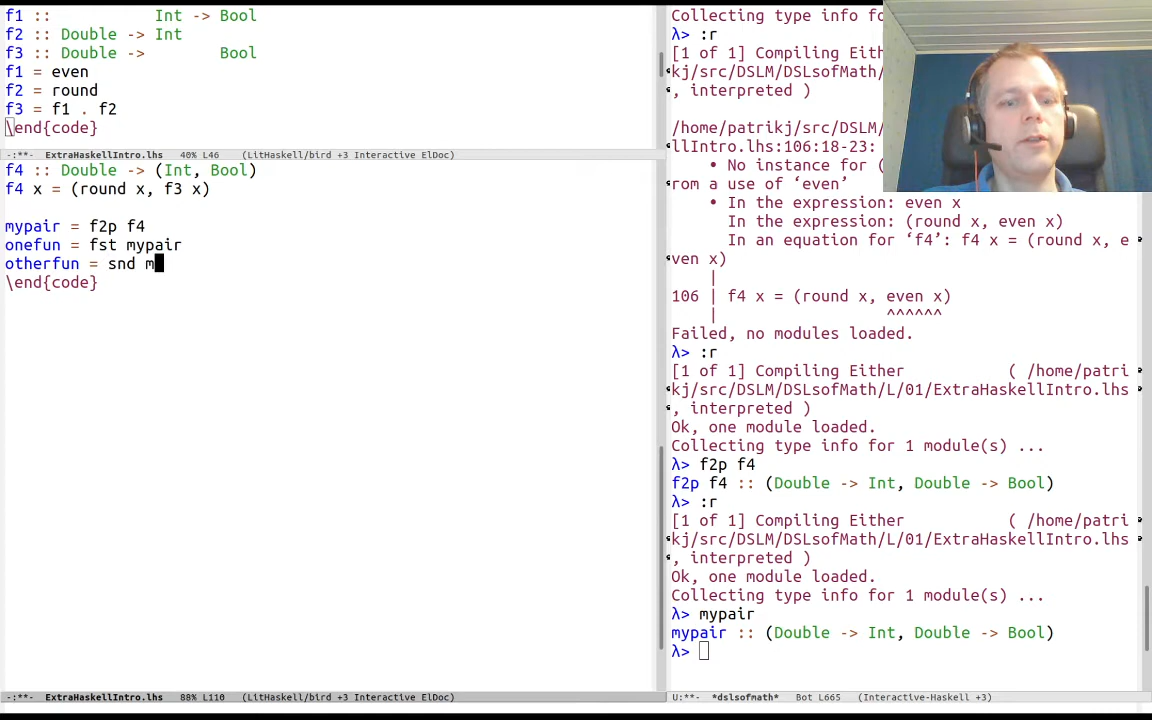 f1 ::           Int -> Bool
f2 :: Double -> Int
f3 :: Double ->        Bool
f1 = even
f2 = round
f3 = f1 . f2
\end{code}
-:**-  ExtraHaskellIntro.lhs   40% L46    (LitHaskell/bird +3 Interactive ElDoc)
f4 :: Double -> (Int, Bool)
f4 x = (round x, f3 x)
mypair = f2p f4
onefun = fst mypair
otherfun = snd m
\end{code}
-:**-  ExtraHaskellIntro.lhs   88% L110   (LitHaskell/bird +3 Interactive ElDoc)
Collecting type info fo
λ> :r
[1 of 1] Compiling Eithe
kj/src/DSLM/DSLsofMath/
, interpreted )
/home/patrikj/src/DSLM/
llIntro.lhs:106:18-23:
• No instance for (
rom a use of ‘even’
• In the expression: even x
In the expression: (round x, even x)
In an equation for ‘f4’: f4 x = (round x, e
ven x)
|
106 | f4 x = (round x, even x)
|                  ^^^^^^
Failed, no modules loaded.
λ> :r
[1 of 1] Compiling Either           ( /home/patri
kj/src/DSLM/DSLsofMath/L/01/ExtraHaskellIntro.lhs
, interpreted )
Ok, one module loaded.
Collecting type info for 1 module(s) ...
λ> f2p f4
f2p f4 :: (Double -> Int, Double -> Bool)
λ> :r
[1 of 1] Compiling Either           ( /home/patri
kj/src/DSLM/DSLsofMath/L/01/ExtraHaskellIntro.lhs
, interpreted )
Ok, one module loaded.
Collecting type info for 1 module(s) ...
λ> mypair
mypair :: (Double -> Int, Double -> Bool)
λ>
U:**-  *dslsofmath*   Bot L665   (Interactive-Haskell +3)